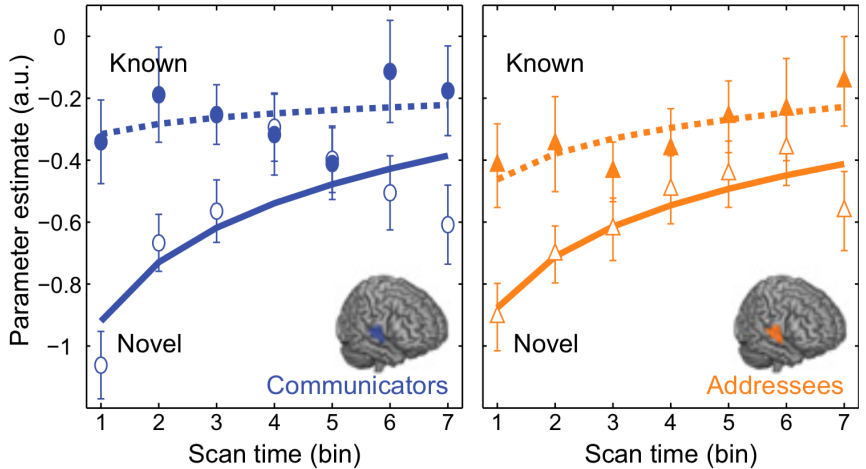 Parameter estimate (a.u.)
0
−0.2
−0.4
−0.6
−0.8
−1
Known
Novel
Communicators
1 2 3 4 5 6 7
Scan time (bin)
Known
Novel
Addressees
1 2 3 4 5 6 7
Scan time (bin)